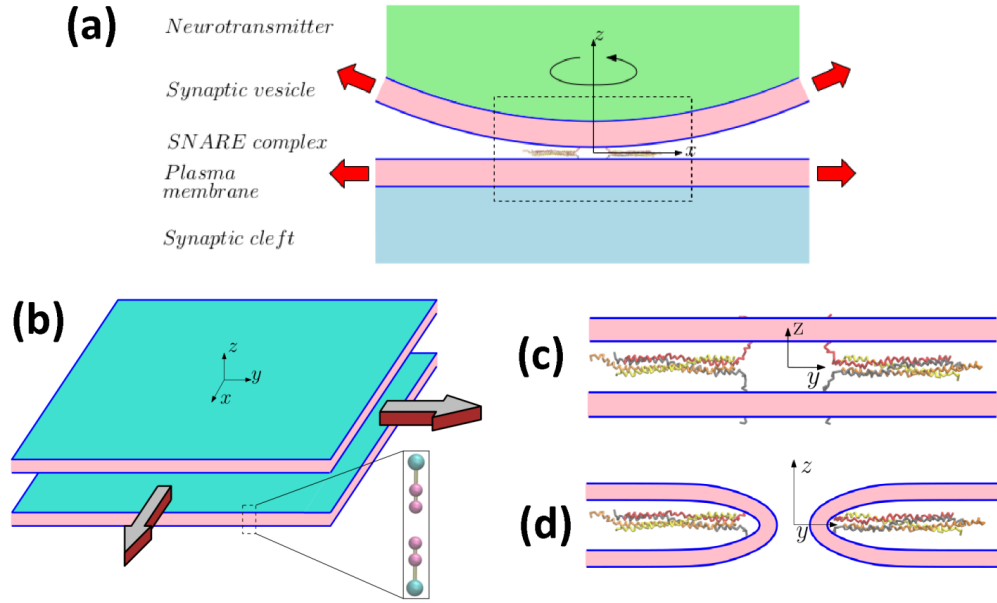 (a)
Neurotransmitter
Synaptic vesicle
SNARE complex
Plasma
membrane
Synaptic cleft
z
x
(b)
z
y
x
(c)
z
y
(d)
z
y